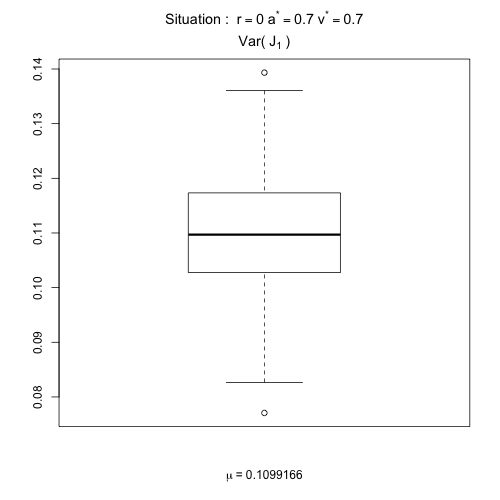 Situation : r = 0 a* = 0.7 v* = 0.7
Var( J₁ )
0.14
0.13
0.12
0.11
0.10
0.09
0.08
μ = 0.1099166